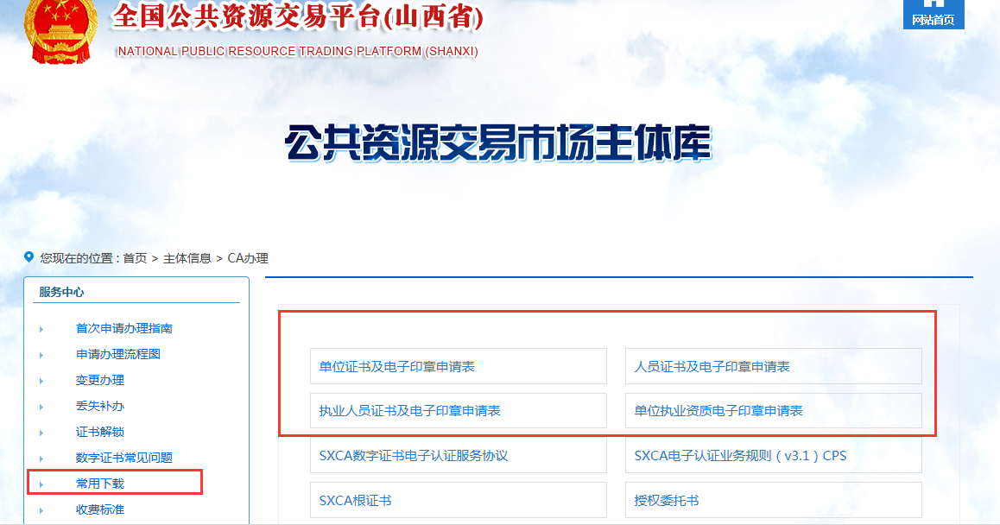 全国公共资源交易平台(山西省)
NATIONAL PUBLIC RESOURCE TRADING PLATFORM (SHANXI)
网站首页
公共资源交易市场主体库
您现在的位置 : 首页 > 主体信息 > CA办理
服务中心
首次申请办理指南
申请办理流程图
变更办理
丢失补办
证书解锁
数字证书常见问题
常用下载
收费标准
单位证书及电子印章申请表
人员证书及电子印章申请表
执业人员证书及电子印章申请表
单位执业资质电子印章申请表
SXCA数字证书电子认证服务协议
SXCA电子认证业务规则（v3.1）CPS
SXCA根证书
授权委托书